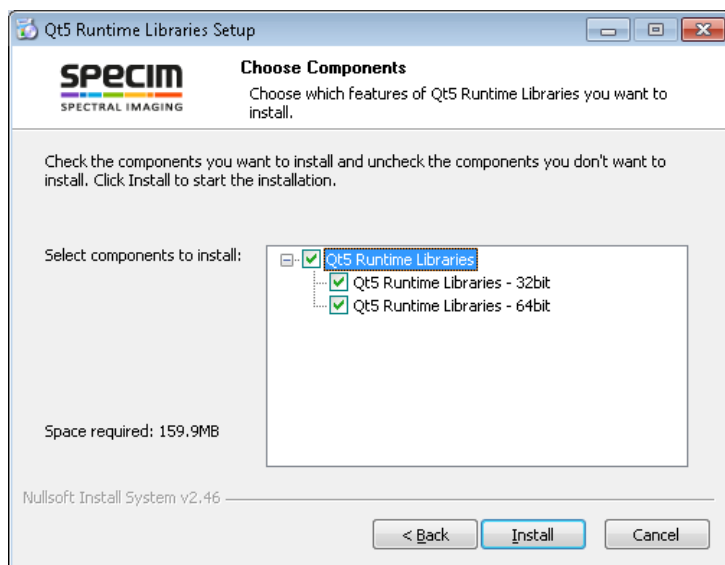 Qt5 Runtime Libraries Setup
SPECIM
SPECTRAL IMAGING
Choose Components
Choose which features of Qt5 Runtime Libraries you want to
install.
Check the components you want to install and uncheck the components you don't want to
install. Click Install to start the installation.
Select components to install:
Qt5 Runtime Libraries
Qt5 Runtime Libraries - 32bit
Qt5 Runtime Libraries - 64bit
Space required: 159.9MB
Nullsoft Install System v2.46
< Back
Install
Cancel